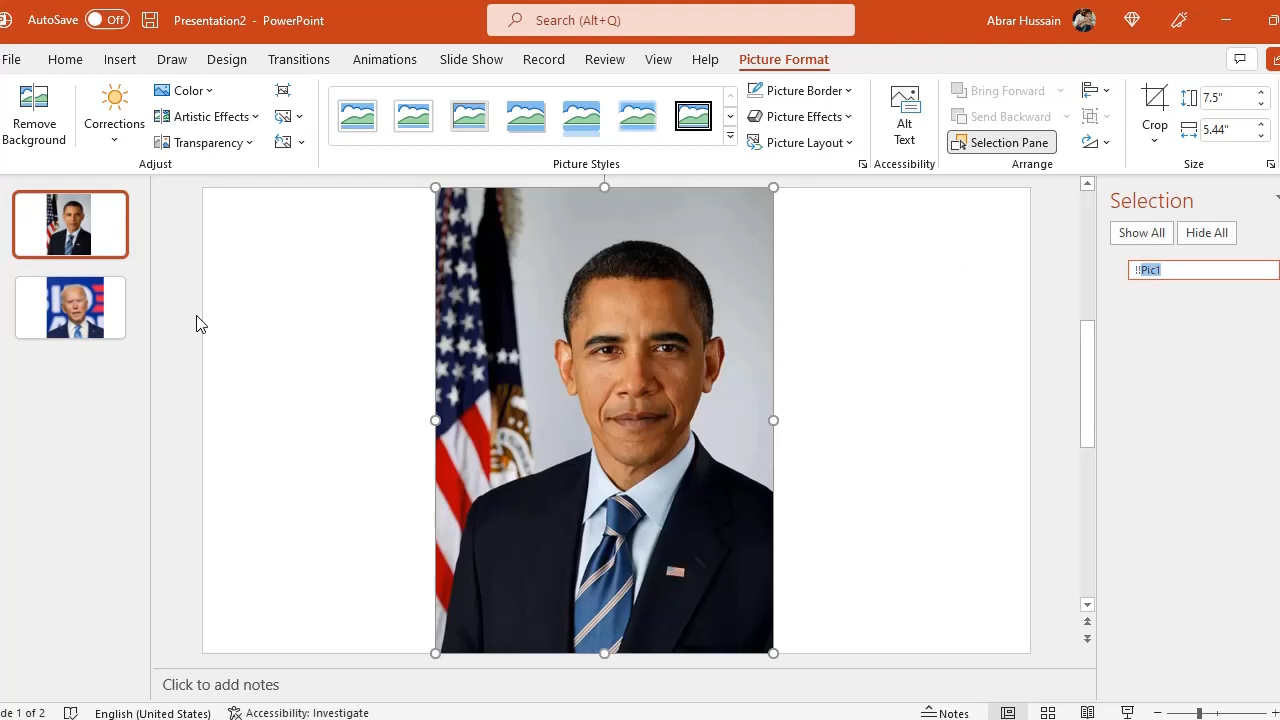 AutoSave Off Presentation2 - PowerPoint Search (Alt+Q) Abrar Hussain
File Home Insert Draw Design Transitions Animations Slide Show Record Review View Help Picture Format
Remove Background
Corrections
Color
Artistic Effects
Transparency
Adjust
Picture Styles
Picture Border
Picture Effects
Picture Layout
Alt Text
Accessibility
Bring Forward
Send Backward
Selection Pane
Arrange
Crop
7.5"
5.44"
Size
Selection
Show All Hide All
!!Pic1
Click to add notes
de 1 of 2 English (United States) Accessibility: Investigate Notes